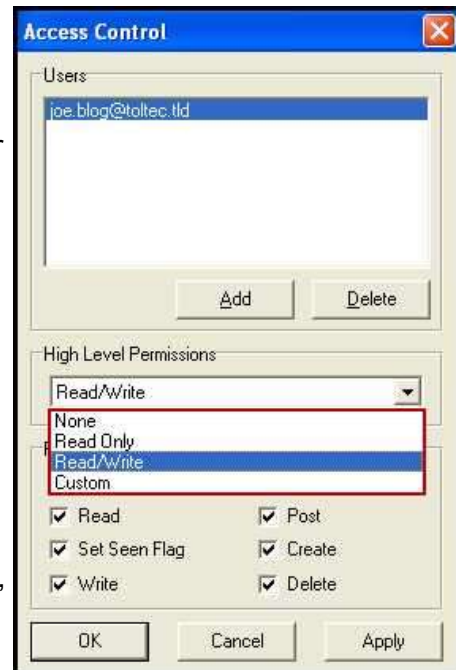 Access Control
Users
joe.blog@toltec.tld
Add Delete
High Level Permissions
Read/Write
None
Read Only
Read/Write
Custom
Read Post
Set Seen Flag Create
Write Delete
OK Cancel Apply